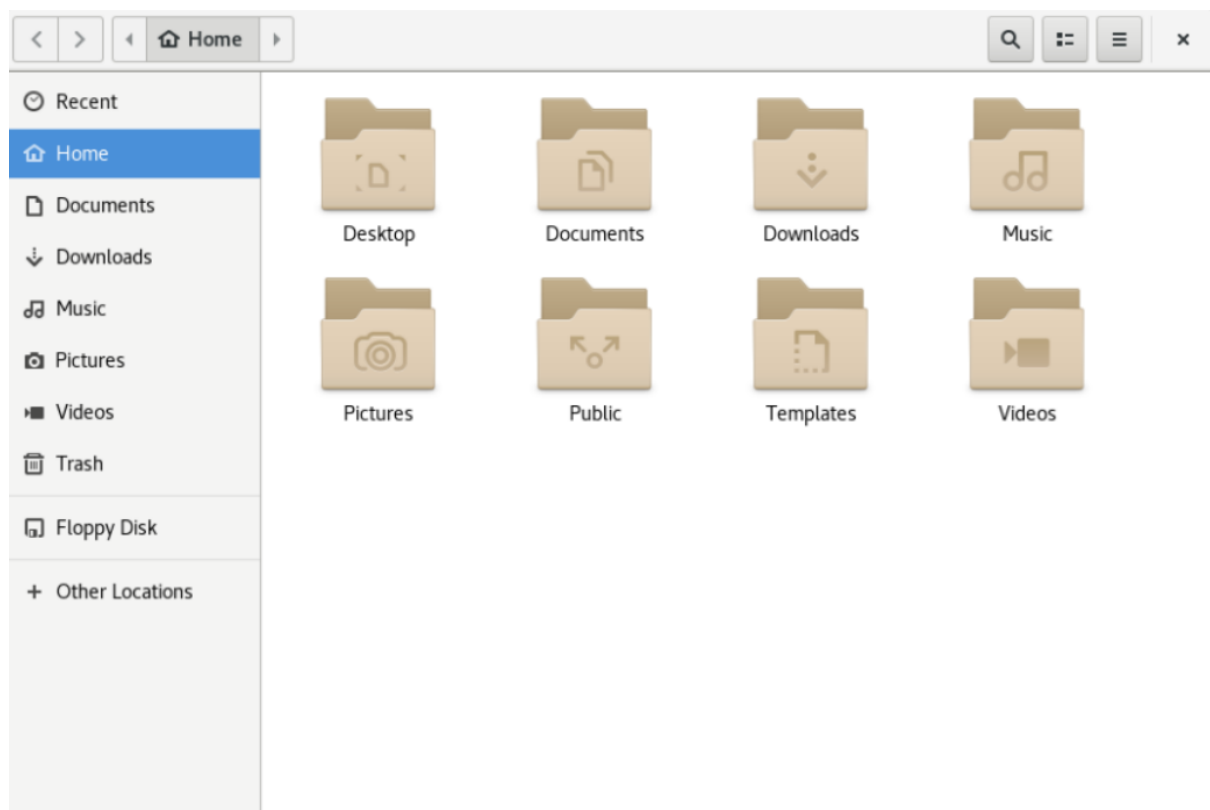 Home
Recent
Home
Documents
Downloads
Music
Pictures
Videos
Trash
Floppy Disk
Other Locations
Desktop Documents Downloads Music
Pictures Public Templates Videos